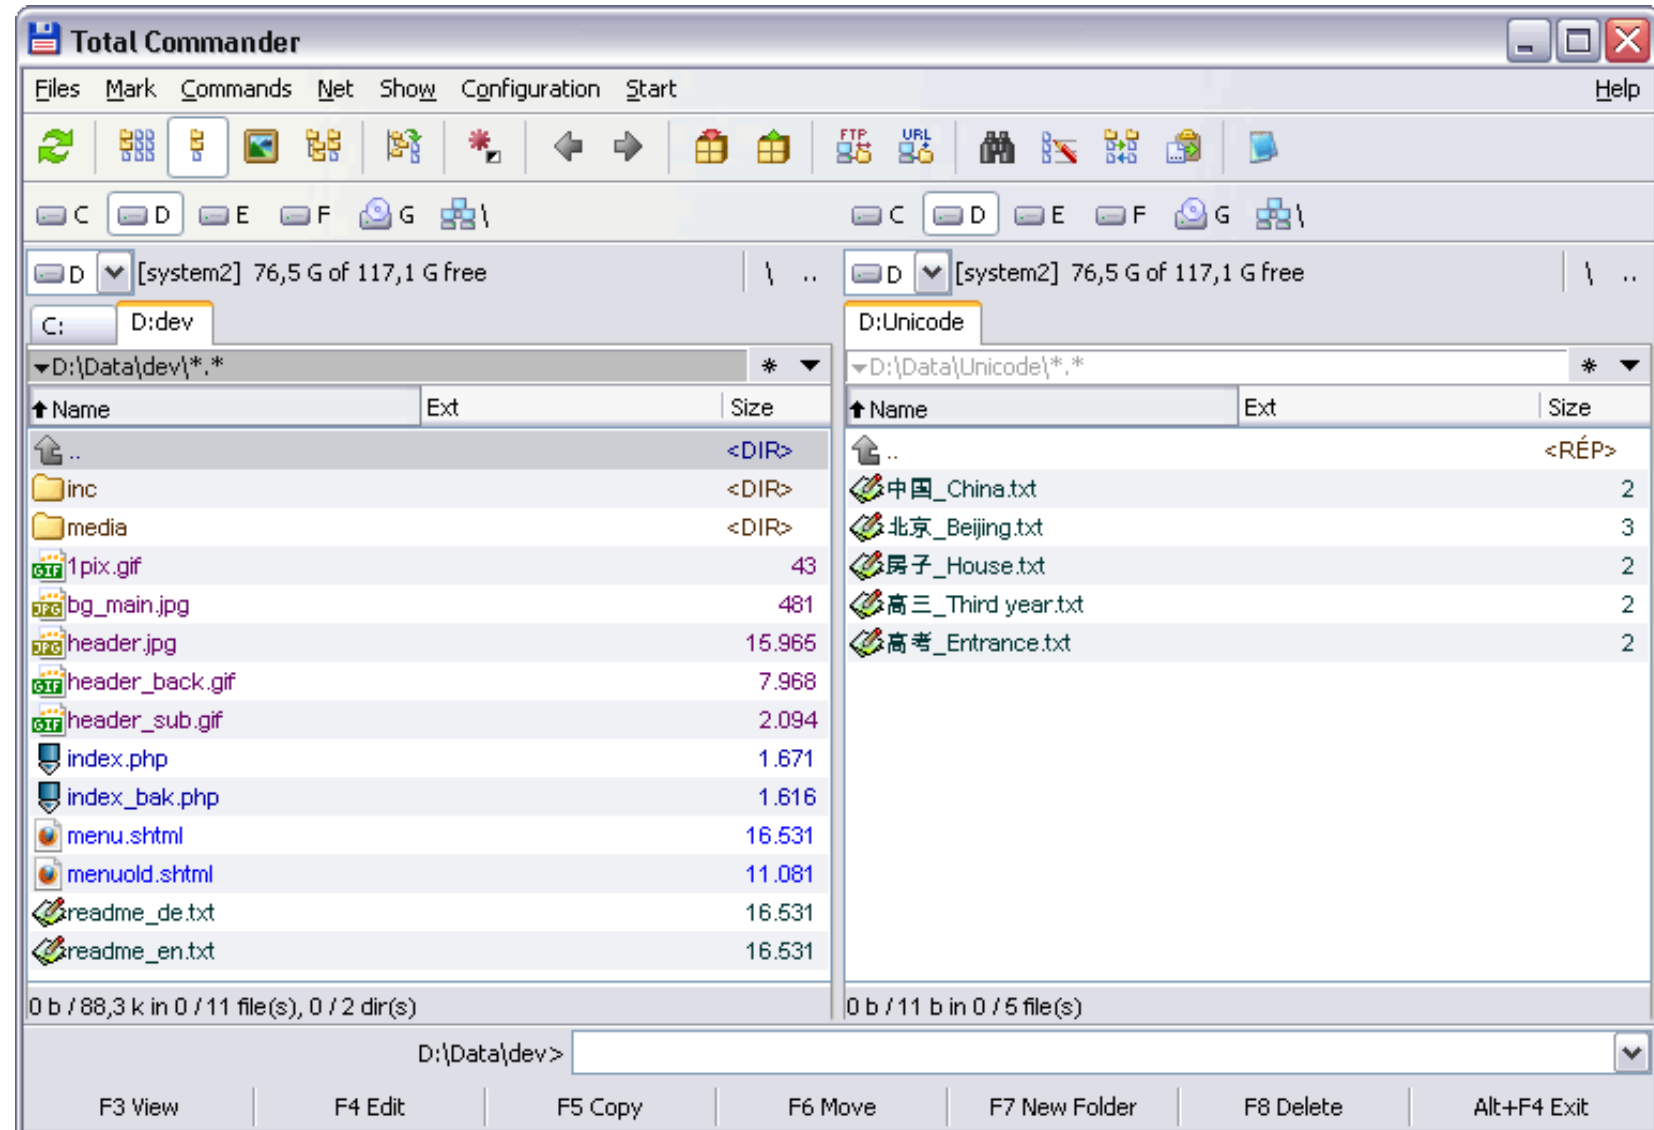 Total Commander
Files Mark Commands Net Show Configuration Start Help
FTP URL
C D E F G \ C D E F G \
D [system2] 76,5 G of 117,1 G free \ .. D [system2] 76,5 G of 117,1 G free \ ..
C: D:dev D:Unicode
D:\Data\dev\*.* * D:\Data\Unicode\*.* *
Name Ext Size Name Ext Size
.. <DIR> .. <RÉP>
inc <DIR> 中国_China.txt 2
media <DIR> 北京_Beijing.txt 3
GIF 1pix.gif 43 房子_House.txt 2
JPG bg_main.jpg 481 高三_Third year.txt 2
JPG header.jpg 15.965 高考_Entrance.txt 2
GIF header_back.gif 7.968
GIF header_sub.gif 2.094
index.php 1.671
index_bak.php 1.616
menu.shtml 16.531
menuold.shtml 11.081
readme_de.txt 16.531
readme_en.txt 16.531
0 b / 88,3 k in 0 / 11 file(s), 0 / 2 dir(s) 0 b / 11 b in 0 / 5 file(s)
D:\Data\dev>
F3 View F4 Edit F5 Copy F6 Move F7 New Folder F8 Delete Alt+F4 Exit